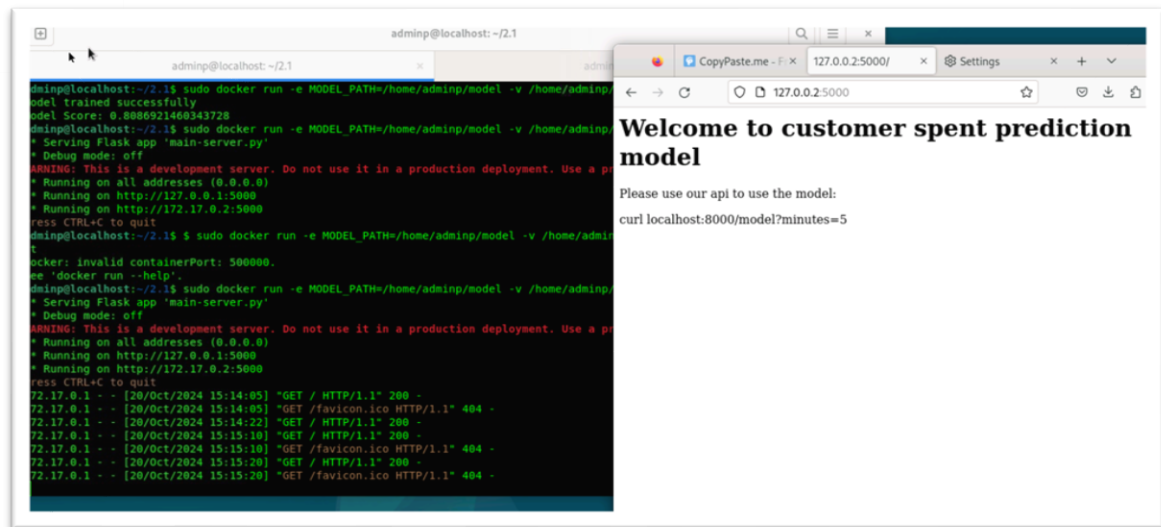 adminp@localhost: ~/2.1
adminp@localhost: ~/2.1
admin
dminp@localhost:~/2.1$ sudo docker run -e MODEL_PATH=/home/adminp/model -v /home/adminp/
odel trained successfully
odel Score: 0.8086921460343728
dminp@localhost:~/2.1$ sudo docker run -e MODEL_PATH=/home/adminp/model -v /home/adminp/
* Serving Flask app 'main-server.py'
* Debug mode: off
ARNING: This is a development server. Do not use it in a production deployment. Use a pr
* Running on all addresses (0.0.0.0)
* Running on http://127.0.0.1:5000
* Running on http://172.17.0.2:5000
ress CTRL+C to quit
dminp@localhost:~/2.1$ $ sudo docker run -e MODEL_PATH=/home/adminp/model -v /home/admin
t
ocker: invalid containerPort: 500000.
ee 'docker run --help'.
dminp@localhost:~/2.1$ sudo docker run -e MODEL_PATH=/home/adminp/model -v /home/adminp/
* Serving Flask app 'main-server.py'
* Debug mode: off
ARNING: This is a development server. Do not use it in a production deployment. Use a pr
* Running on all addresses (0.0.0.0)
* Running on http://127.0.0.1:5000
* Running on http://172.17.0.2:5000
ress CTRL+C to quit
72.17.0.1 - - [20/Oct/2024 15:14:05] "GET / HTTP/1.1" 200 -
72.17.0.1 - - [20/Oct/2024 15:14:05] "GET /favicon.ico HTTP/1.1" 404 -
72.17.0.1 - - [20/Oct/2024 15:14:22] "GET / HTTP/1.1" 200 -
72.17.0.1 - - [20/Oct/2024 15:15:10] "GET / HTTP/1.1" 200 -
72.17.0.1 - - [20/Oct/2024 15:15:10] "GET /favicon.ico HTTP/1.1" 404 -
72.17.0.1 - - [20/Oct/2024 15:15:20] "GET / HTTP/1.1" 200 -
72.17.0.1 - - [20/Oct/2024 15:15:20] "GET /favicon.ico HTTP/1.1" 404 -
CopyPaste.me - F
127.0.0.2:5000/
Settings
127.0.0.2:5000
Welcome to customer spent prediction
model
Please use our api to use the model:
curl localhost:8000/model?minutes=5